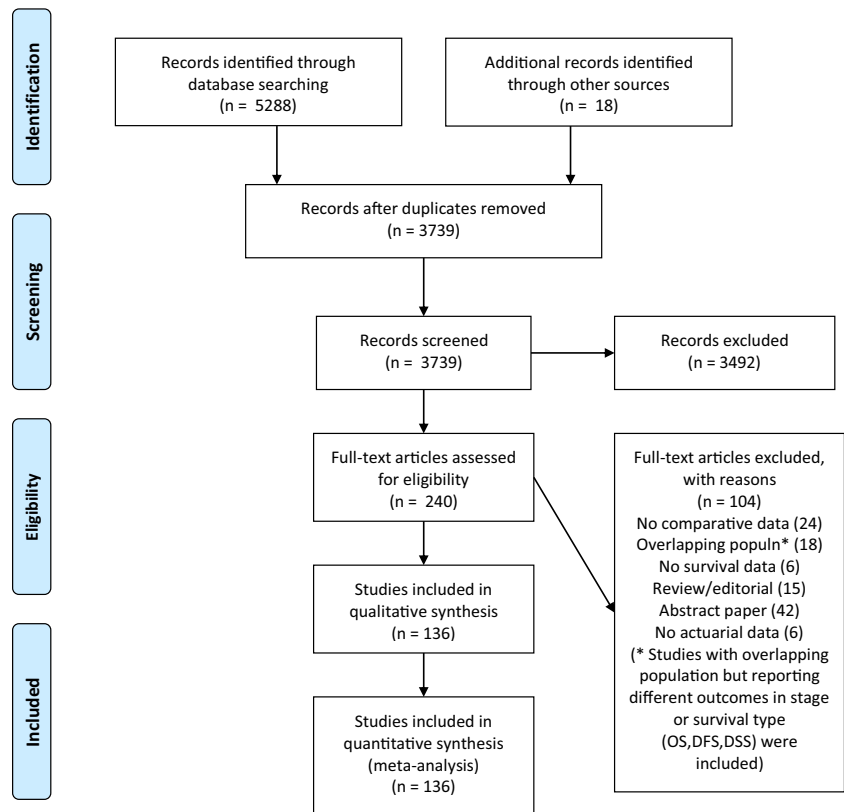 Identification
Records identified through
database searching
(n = 5288)
Additional records identified
through other sources
(n = 18)
Records after duplicates removed
(n = 3739)
Screening
Records screened
(n = 3739)
Records excluded
(n = 3492)
Eligibility
Full-text articles assessed
for eligibility
(n = 240)
Full-text articles excluded,
with reasons
(n = 104)
No comparative data (24)
Overlapping populn* (18)
No survival data (6)
Review/editorial (15)
Abstract paper (42)
No actuarial data (6)
(* Studies with overlapping
population but reporting
different outcomes in stage
or survival type
(OS,DFS,DSS) were
included)
Studies included in
qualitative synthesis
(n = 136)
Included
Studies included in
quantitative synthesis
(meta-analysis)
(n = 136)